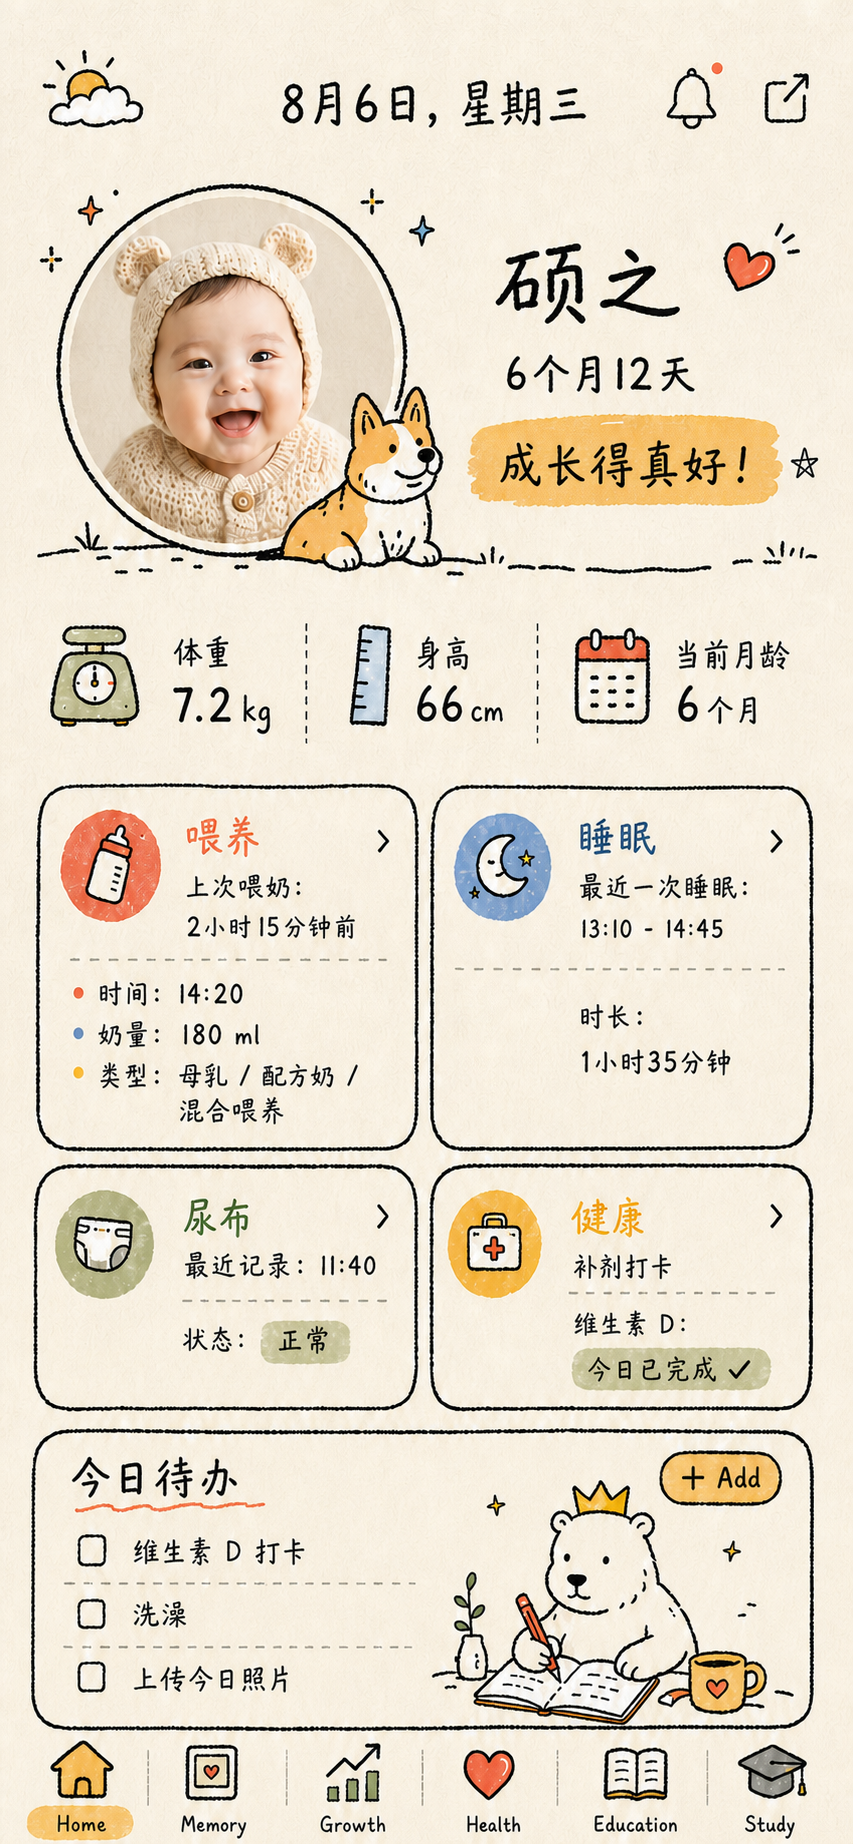 8月6日，星期三
硕之
6个月12天
成长得真好！
体重
7.2 kg
身高
66 cm
当前月龄
6个月
喂养
上次喂奶：
2小时15分钟前
时间： 14:20
奶量： 180 ml
类型： 母乳 / 配方奶 /
混合喂养
睡眠
最近一次睡眠：
13:10 - 14:45
时长：
1小时35分钟
尿布
最近记录：11:40
状态： 正常
健康
补剂打卡
维生素 D：
今日已完成 ✓
今日待办
+ Add
维生素 D 打卡
洗澡
上传今日照片
Home
Memory
Growth
Health
Education
Study